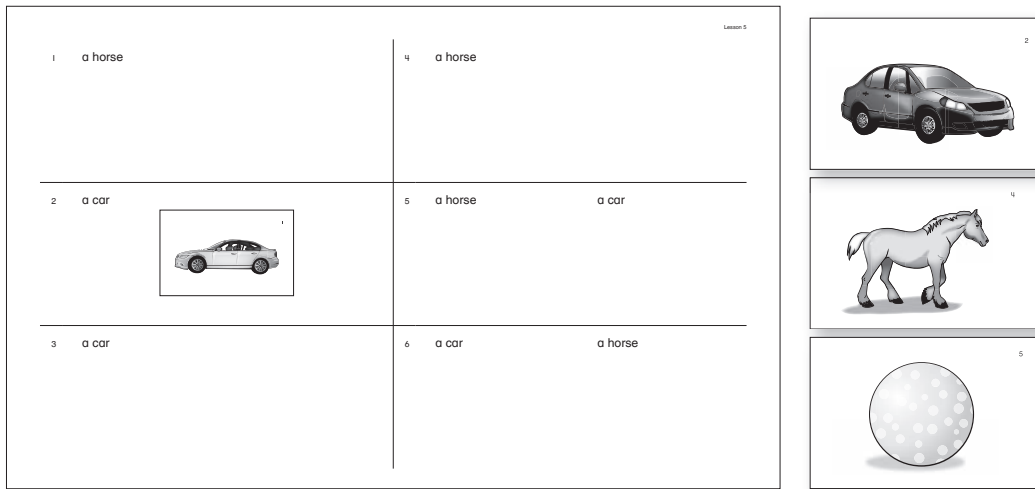 Lesson 5
1 a horse
2 a car
1
3 a car
4 a horse
5 a horse a car
6 a car a horse
2
4
5